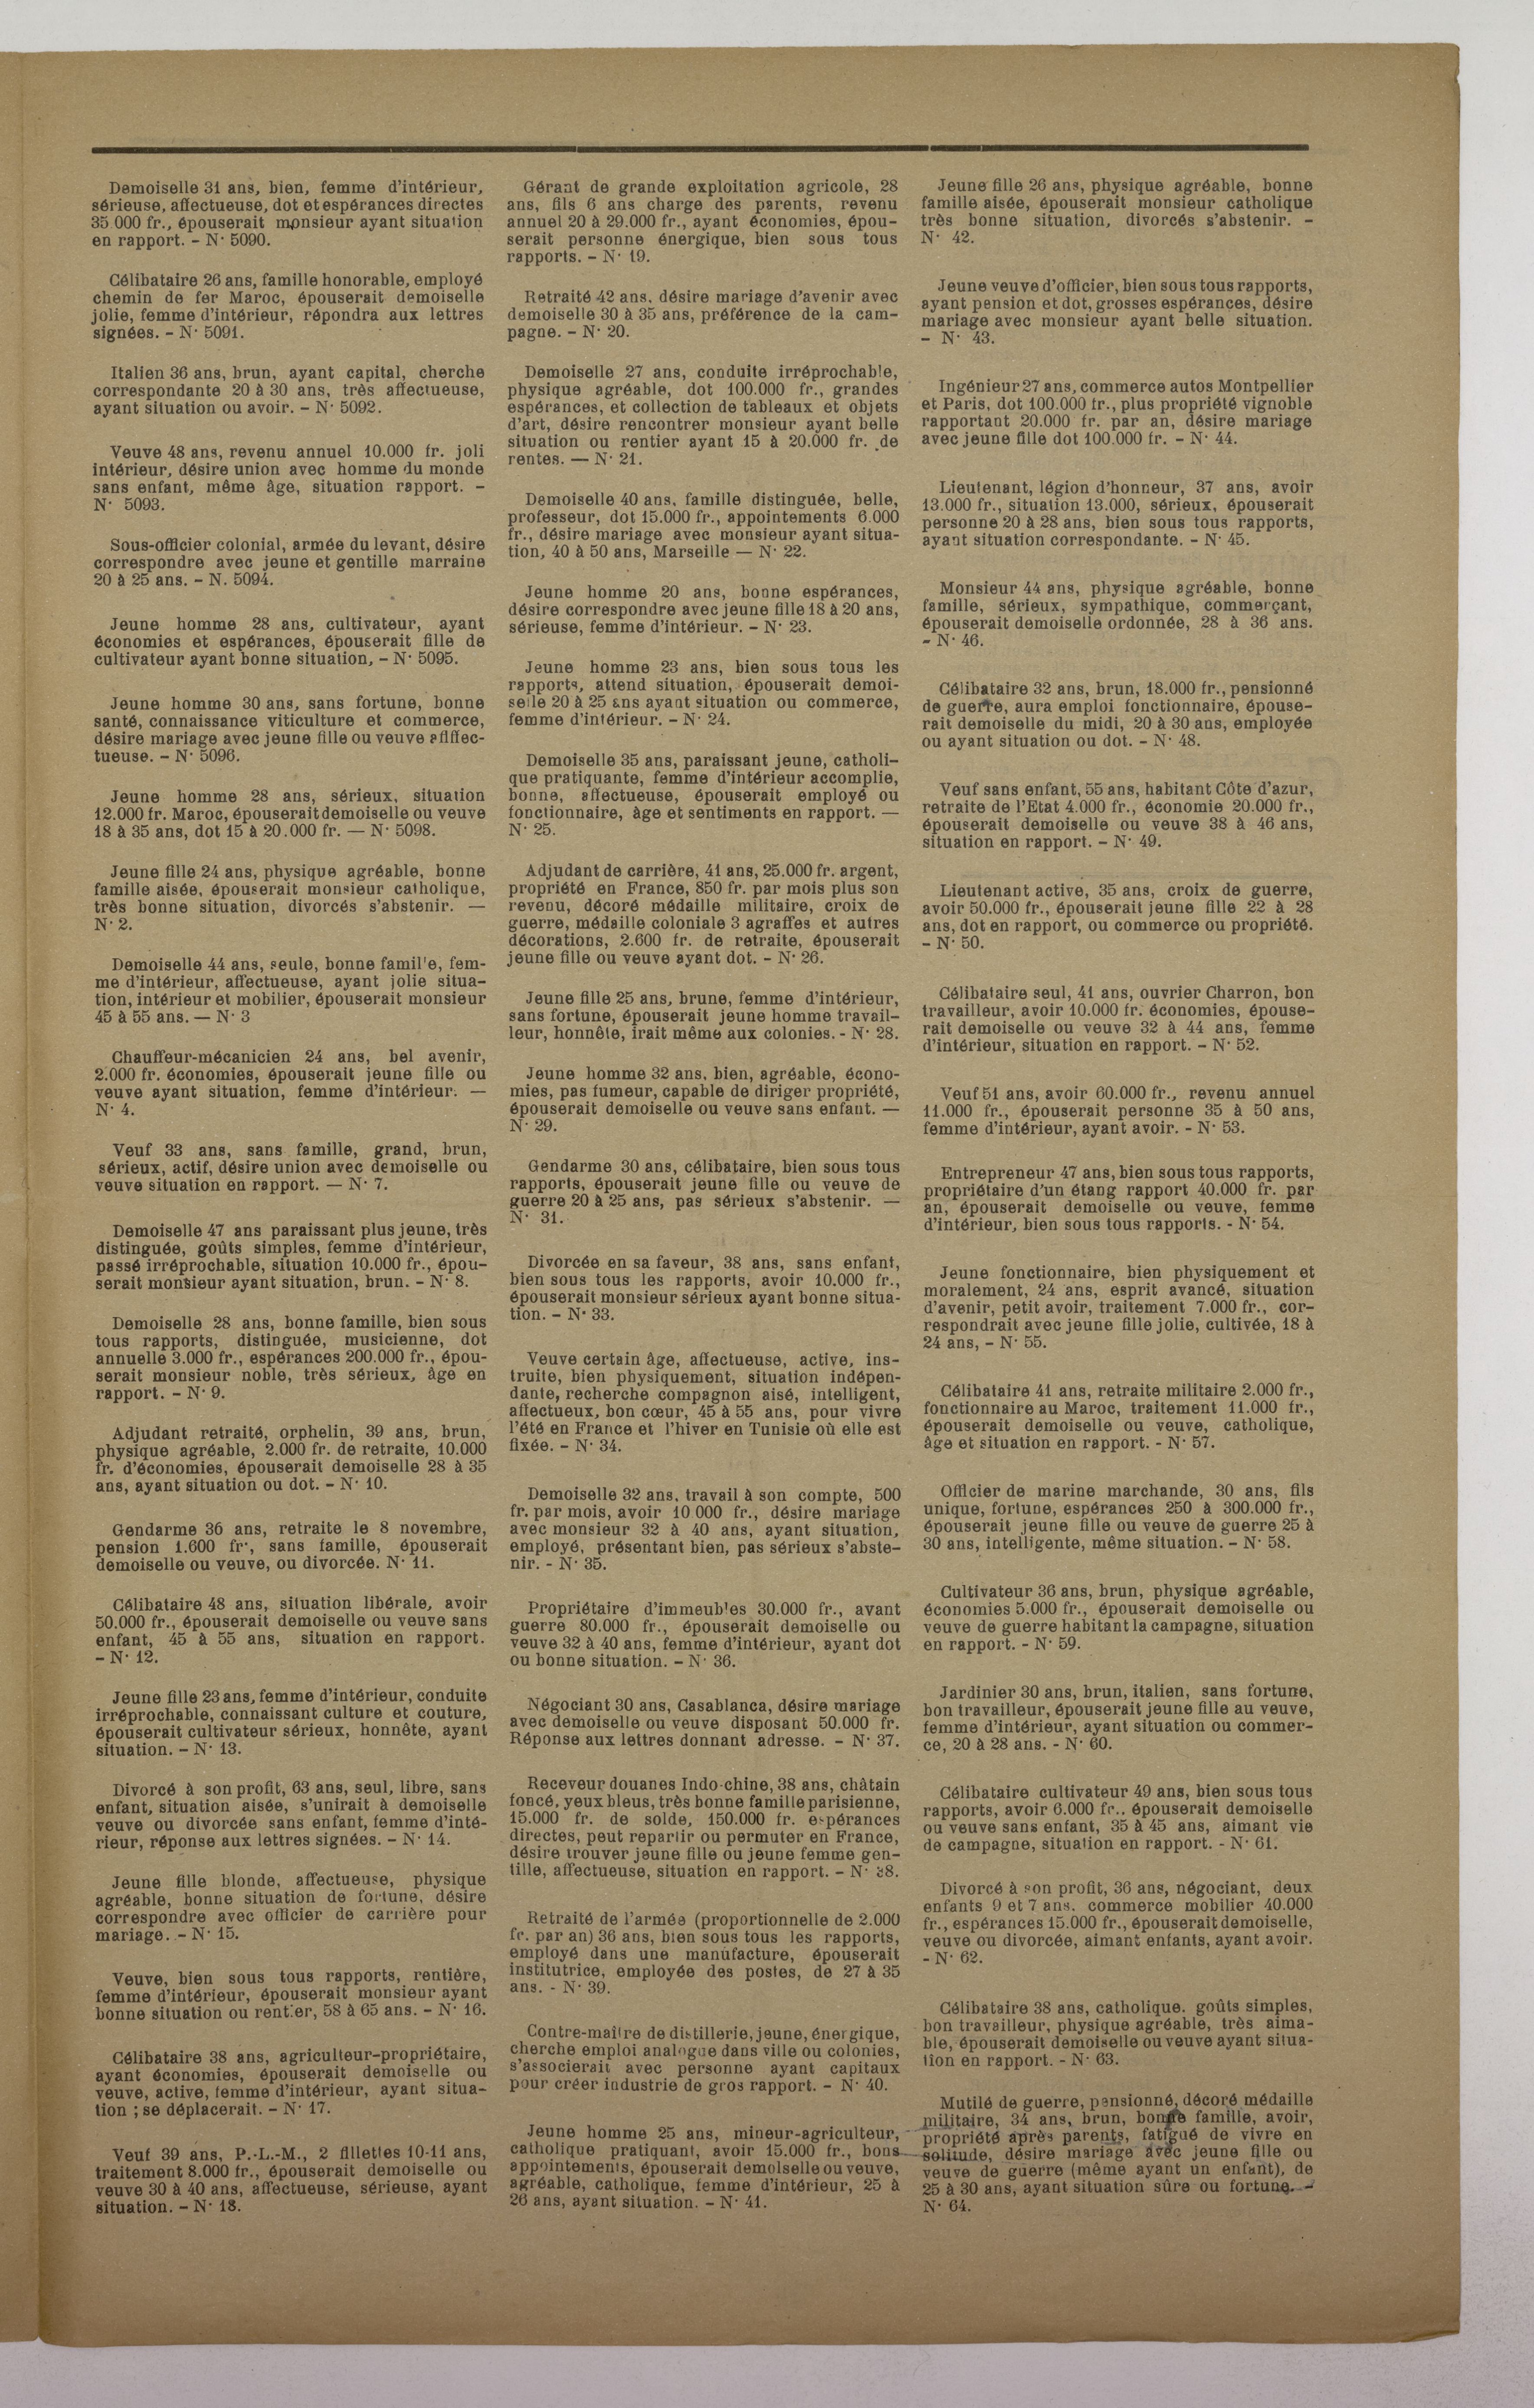 Demoiselle 31 ans, bien, femme d'intérieur,
sérieuse, affectueuse, dot et espérances directes
35.000 fr., épouserait monsieur ayant situation
en rapport. – N· 5090.
Célibataire 26 ans, famille honorable, employé
chemin de fer Maroc, épouserait demoiselle
jolie, femme d'intérieur, répondra aux lettres
signées. – N· 5091.
Italien 36 ans, brun, ayant capital, cherche
correspondante 20 à 30 ans, très affectueuse,
ayant situation ou avoir. – N· 5092.
Veuve 48 ans, revenu annuel 10.000 fr. joli
intérieur, désire union avec homme du monde
sans enfant, même âge, situation rapport. –
N· 5093.
Sous-officier colonial, armée du levant, désire
correspondre avec jeune et gentille marraine
20 à 25 ans. – N. 5094.
Jeune homme 28 ans, cultivateur, ayant
économies et espérances, épouserait fille de
cultivateur ayant bonne situation, – N· 5095.
Jeune homme 30 ans, sans fortune, bonne
santé, connaissance viticulture et commerce,
désire mariage avec jeune fille ou veuve afffec-
tueuse. – N· 5096.
Jeune homme 28 ans, sérieux, situation
12.000 fr. Maroc, épouserait demoiselle ou veuve
18 à 35 ans, dot 15 à 20.000 fr. — N· 5098.
Jeune fille 24 ans, physique agréable, bonne
famille aisée, épouserait monsieur catholique,
très bonne situation, divorcés s'abstenir. —
N· 2.
Demoiselle 44 ans, seule, bonne famille, fem-
me d'intérieur, affectueuse, ayant jolie situa-
tion, intérieur et mobilier, épouserait monsieur
45 à 55 ans. — N· 3
Chauffeur-mécanicien 24 ans, bel avenir,
2.000 fr. économies, épouserait jeune fille ou
veuve ayant situation, femme d'intérieur. —
N· 4.
Veuf 33 ans, sans famille, grand, brun,
sérieux, actif, désire union avec demoiselle ou
veuve situation en rapport. — N· 7.
Demoiselle 47 ans paraissant plus jeune, très
distinguée, goûts simples, femme d'intérieur,
passé irréprochable, situation 10.000 fr., épou-
serait monsieur ayant situation, brun. – N· 8.
Demoiselle 28 ans, bonne famille, bien sous
tous rapports, distinguée, musicienne, dot
annuelle 3.000 fr., espérances 200.000 fr., épou-
serait monsieur noble, très sérieux, âge en
rapport. – N· 9.
Adjudant retraité, orphelin, 39 ans, brun,
physique agréable, 2.000 fr. de retraite, 10.000
fr. d'économies, épouserait demoiselle 28 à 35
ans, ayant situation ou dot. – N· 10.
Gendarme 36 ans, retraite le 8 novembre,
pension 1.600 fr·, sans famille, épouserait
demoiselle ou veuve, ou divorcée. N· 11.
Célibataire 48 ans, situation libérale, avoir
50.000 fr., épouserait demoiselle ou veuve sans
enfant, 45 à 55 ans, situation en rapport.
– N· 12.
Jeune fille 23 ans, femme d'intérieur, conduite
irréprochable, connaissant culture et couture,
épouserait cultivateur sérieux, honnête, ayant
situation. – N· 13.
Divorcé à son profit, 63 ans, seul, libre, sans
enfant, situation aisée, s'unirait à demoiselle
veuve ou divorcée sans enfant, femme d'inté-
rieur, réponse aux lettres signées. – N· 14.
Jeune fille blonde, affectueuse, physique
agréable, bonne situation de fortune, désire
correspondre avec officier de carrière pour
mariage. – N· 15.
Veuve, bien sous tous rapports, rentière,
femme d'intérieur, épouserait monsieur ayant
bonne situation ou rentier, 58 à 65 ans. – N· 16.
Célibataire 38 ans, agriculteur-propriétaire,
ayant économies, épouserait demoiselle ou
veuve, active, femme d'intérieur, ayant situa-
tion ; se déplacerait. – N· 17.
Veuf 39 ans, P.-L.-M., 2 fillettes 10-11 ans,
traitement 8.000 fr., épouserait demoiselle ou
veuve 30 à 40 ans, affectueuse, sérieuse, ayant
situation. – N· 18.
Gérant de grande exploitation agricole, 28
ans, fils 6 ans charge des parents, revenu
annuel 20 à 29.000 fr., ayant économies, épou-
serait personne énergique, bien sous tous
rapports. – N· 19.
Retraité 42 ans, désire mariage d'avenir avec
demoiselle 30 à 35 ans, préférence de la cam-
pagne. – N· 20.
Demoiselle 27 ans, conduite irréprochable,
physique agréable, dot 100.000 fr., grandes
espérances, et collection de tableaux et objets
d'art, désire rencontrer monsieur ayant belle
situation ou rentier ayant 15 à 20.000 fr. de
rentes. — N· 21.
Demoiselle 40 ans, famille distinguée, belle,
professeur, dot 15.000 fr., appointements 6.000
fr., désire mariage avec monsieur ayant situa-
tion, 40 à 50 ans, Marseille — N· 22.
Jeune homme 20 ans, bonne espérances,
désire correspondre avec jeune fille 18 à 20 ans,
sérieuse, femme d'intérieur. – N· 23.
Jeune homme 23 ans, bien sous tous les
rapports, attend situation, épouserait demoi-
selle 20 à 25 ans ayant situation ou commerce,
femme d'intérieur. – N· 24.
Demoiselle 35 ans, paraissant jeune, catholi-
que pratiquante, femme d'intérieur accomplie,
bonne, affectueuse, épouserait employé ou
fonctionnaire, âge et sentiments en rapport. —
N· 25.
Adjudant de carrière, 41 ans, 25.000 fr. argent,
propriété en France, 850 fr. par mois plus son
revenu, décoré médaille militaire, croix de
guerre, médaille coloniale 3 agraffes et autres
décorations, 2.600 fr. de retraite, épouserait
jeune fille ou veuve ayant dot. – N· 26.
Jeune fille 25 ans, brune, femme d'intérieur,
sans fortune, épouserait jeune homme travail-
leur, honnête, irait même aux colonies. - N· 28.
Jeune homme 32 ans, bien, agréable, écono-
mies, pas fumeur, capable de diriger propriété,
épouserait demoiselle ou veuve sans enfant. —
N· 29.
Gendarme 30 ans, célibataire, bien sous tous
rapports, épouserait jeune fille ou veuve de
guerre 20 à 25 ans, pas sérieux s'abstenir. —
N· 31.
Divorcée en sa faveur, 38 ans, sans enfant,
bien sous tous les rapports, avoir 10.000 fr.,
épouserait monsieur sérieux ayant bonne situa-
tion. – N· 33.
Veuve certain âge, affectueuse, active, ins-
truite, bien physiquement, situation indépen-
dante, recherche compagnon aisé, intelligent,
affectueux, bon cœur, 45 à 55 ans, pour vivre
l'été en France et l'hiver en Tunisie où elle est
fixée. – N· 34.
Demoiselle 32 ans, travail à son compte, 500
fr. par mois, avoir 10.000 fr., désire mariage
avec monsieur 32 à 40 ans, ayant situation,
employé, présentant bien, pas sérieux s'abste-
nir. - N· 35.
Propriétaire d'immeubles 30.000 fr., avant
guerre 80.000 fr., épouserait demoiselle ou
veuve 32 à 40 ans, femme d'intérieur, ayant dot
ou bonne situation. – N· 36.
Négociant 30 ans, Casablanca, désire mariage
avec demoiselle ou veuve disposant 50.000 fr.
Réponse aux lettres donnant adresse. – N· 37.
Receveur douanes Indo-chine, 38 ans, châtain
foncé, yeux bleus, très bonne famille parisienne,
15.000 fr. de solde, 150.000 fr. espérances
directes, peut repartir ou permuter en France,
désire trouver jeune fille ou jeune femme gen-
tille, affectueuse, situation en rapport. – N· 38.
Retraité de l'armée (proportionnelle de 2.000
fr. par an) 36 ans, bien sous tous les rapports,
employé dans une manufacture, épouserait
institutrice, employée des postes, de 27 à 35
ans. - N· 39.
Contre-maître de distillerie, jeune, énergique,
cherche emploi analogue dans ville ou colonies,
s'associerait avec personne ayant capitaux
pour créer industrie de gros rapport. – N· 40.
Jeune homme 25 ans, mineur-agriculteur,
catholique pratiquant, avoir 15.000 fr., bons
appointements, épouserait demoiselle ou veuve,
agréable, catholique, femme d'intérieur, 25 à
26 ans, ayant situation. – N· 41.
Jeune fille 26 ans, physique agréable, bonne
famille aisée, épouserait monsieur catholique
très bonne situation, divorcés s'abstenir. –
N· 42.
Jeune veuve d'officier, bien sous tous rapports,
ayant pension et dot, grosses espérances, désire
mariage avec monsieur ayant belle situation.
– N· 43.
Ingénieur 27 ans, commerce autos Montpellier
et Paris, dot 100.000 fr., plus propriété vignoble
rapportant 20.000 fr. par an, désire mariage
avec jeune fille dot 100.000 fr. – N· 44.
Lieutenant, légion d'honneur, 37 ans, avoir
13.000 fr., situation 13.000, sérieux, épouserait
personne 20 à 28 ans, bien sous tous rapports,
ayant situation correspondante. - N· 45.
Monsieur 44 ans, physique agréable, bonne
famille, sérieux, sympathique, commerçant,
épouserait demoiselle ordonnée, 28 à 36 ans.
– N· 46.
Célibataire 32 ans, brun, 18.000 fr., pensionné
de guerre, aura emploi fonctionnaire, épouse-
rait demoiselle du midi, 20 à 30 ans, employée
ou ayant situation ou dot. – N· 48.
Veuf sans enfant, 55 ans, habitant Côte d'azur,
retraite de l'Etat 4.000 fr., économie 20.000 fr.,
épouserait demoiselle ou veuve 38 à 46 ans,
situation en rapport. – N· 49.
Lieutenant active, 35 ans, croix de guerre,
avoir 50.000 fr., épouserait jeune fille 22 à 28
ans, dot en rapport, ou commerce ou propriété.
– N· 50.
Célibataire seul, 41 ans, ouvrier Charron, bon
travailleur, avoir 10.000 fr. économies, épouse-
rait demoiselle ou veuve 32 à 44 ans, femme
d'intérieur, situation en rapport. – N· 52.
Veuf 51 ans, avoir 60.000 fr., revenu annuel
11.000 fr., épouserait personne 35 à 50 ans,
femme d'intérieur, ayant avoir. - N· 53.
Entrepreneur 47 ans, bien sous tous rapports,
propriétaire d'un étang rapport 40.000 fr. par
an, épouserait demoiselle ou veuve, femme
d'intérieur, bien sous tous rapports. - N· 54.
Jeune fonctionnaire, bien physiquement et
moralement, 24 ans, esprit avancé, situation
d'avenir, petit avoir, traitement 7.000 fr., cor-
respondrait avec jeune fille jolie, cultivée, 18 à
24 ans, – N· 55.
Célibataire 41 ans, retraite militaire 2.000 fr.,
fonctionnaire au Maroc, traitement 11.000 fr.,
épouserait demoiselle ou veuve, catholique,
âge et situation en rapport. - N· 57.
Officier de marine marchande, 30 ans, fils
unique, fortune, espérances 250 à 300.000 fr.,
épouserait jeune fille ou veuve de guerre 25 à
30 ans, intelligente, même situation. – N· 58.
Cultivateur 36 ans, brun, physique agréable,
économies 5.000 fr., épouserait demoiselle ou
veuve de guerre habitant la campagne, situation
en rapport. - N· 59.
Jardinier 30 ans, brun, italien, sans fortune,
bon travailleur, épouserait jeune fille au veuve,
femme d'intérieur, ayant situation ou commer-
ce, 20 à 28 ans. - N· 60.
Célibataire cultivateur 49 ans, bien sous tous
rapports, avoir 6.000 fr., épouserait demoiselle
ou veuve sans enfant, 35 à 45 ans, aimant vie
de campagne, situation en rapport. - N· 61.
Divorcé à son profit, 36 ans, négociant, deux
enfants 9 et 7 ans, commerce mobilier 40.000
fr., espérances 15.000 fr., épouserait demoiselle,
veuve ou divorcée, aimant enfants, ayant avoir.
- N· 62.
Célibataire 38 ans, catholique. goûts simples,
bon travailleur, physique agréable, très aima-
ble, épouserait demoiselle ou veuve ayant situa-
tion en rapport. - N· 63.
Mutilé de guerre, pensionné, décoré médaille
militaire, 34 ans, brun, bonne famille, avoir,
propriété après parents, fatigué de vivre en
solitude, désire mariage avec jeune fille ou
veuve de guerre (même ayant un enfant), de
25 à 30 ans, ayant situation sûre ou fortune. –
N· 64.